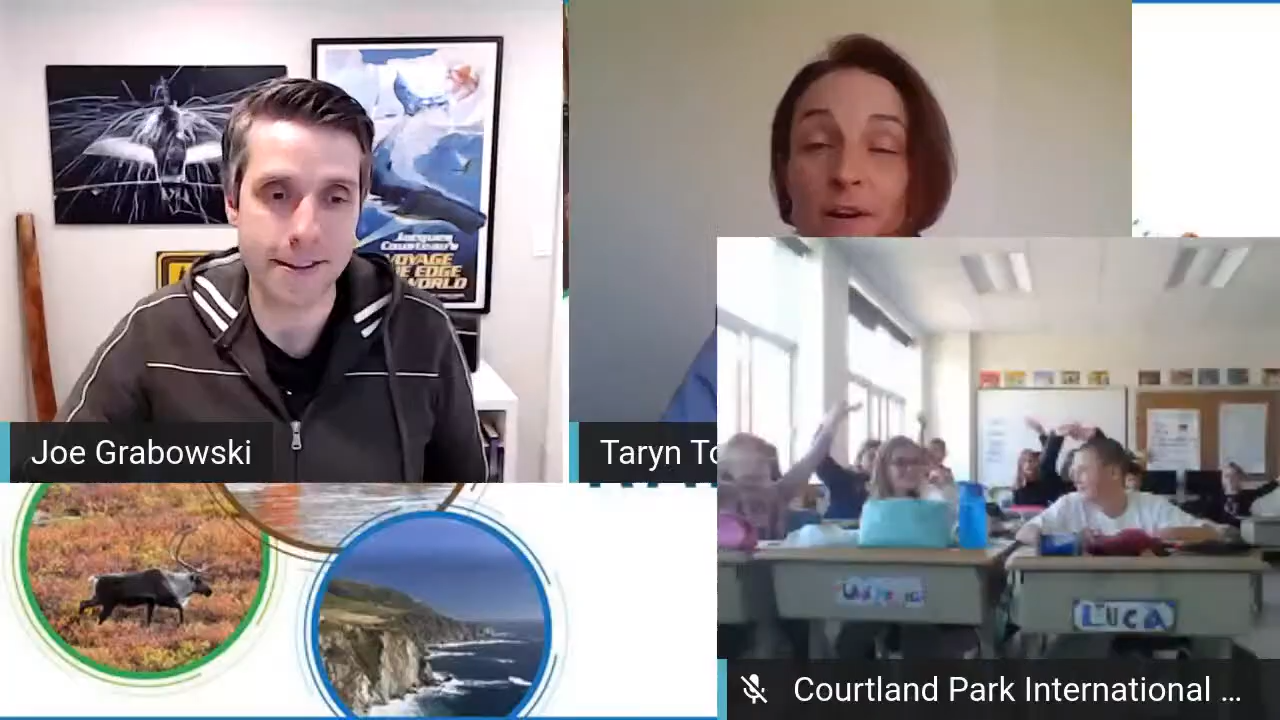 Jacques
Cousteau's
VOYAGE
THE EDGE
WORLD
Joe Grabowski
Taryn To
LUCA
Courtland Park International ...